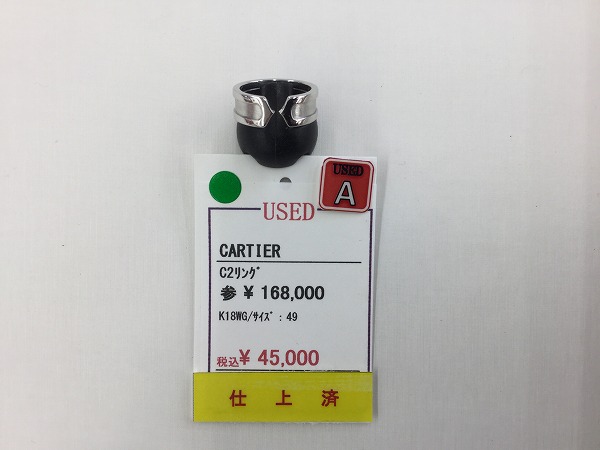 USED
A
USED
CARTIER
C2ﾘﾝｸﾞ
参 ¥ 168,000
K18WG/ｻｲｽﾞ : 49
税込 ¥ 45,000
仕上済